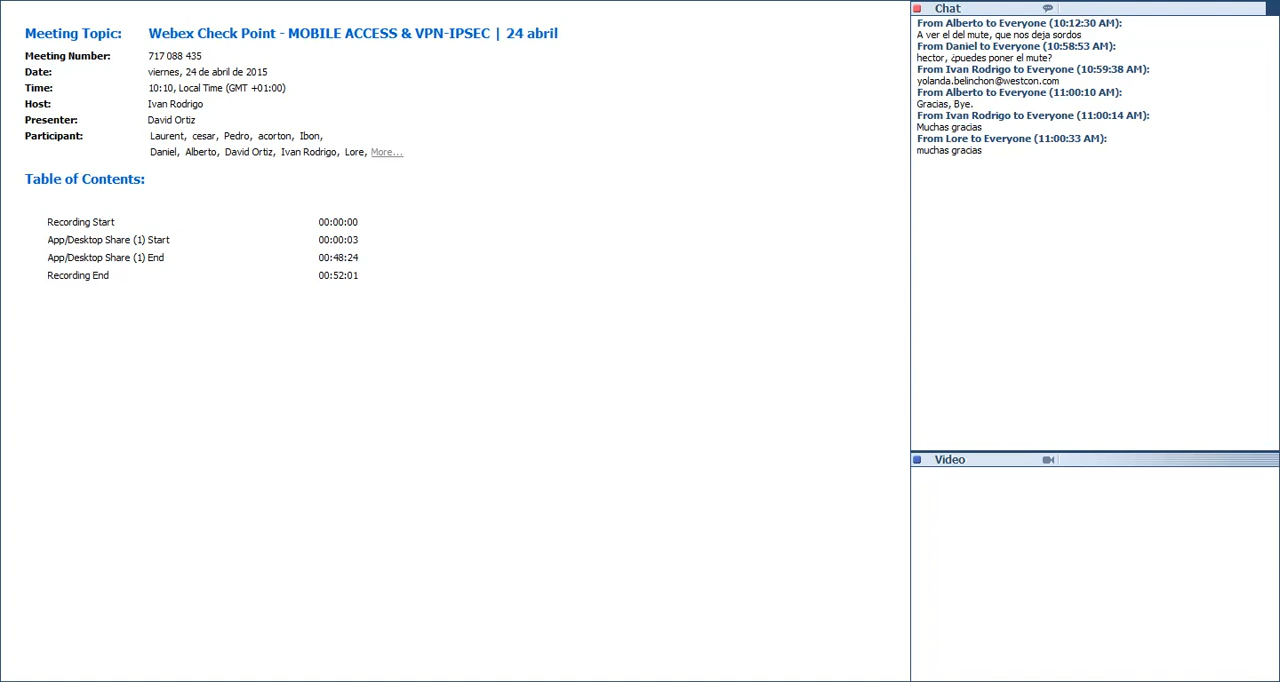 Meeting Topic: Webex Check Point - MOBILE ACCESS & VPN-IPSEC | 24 abril
Meeting Number: 717 088 435
Date: viernes, 24 de abril de 2015
Time: 10:10, Local Time (GMT +01:00)
Host: Ivan Rodrigo
Presenter: David Ortiz
Participant: Laurent, cesar, Pedro, acorton, Ibon,
Daniel, Alberto, David Ortiz, Ivan Rodrigo, Lore, More...
Table of Contents:
Recording Start 00:00:00
App/Desktop Share (1) Start 00:00:03
App/Desktop Share (1) End 00:48:24
Recording End 00:52:01
Chat
From Alberto to Everyone (10:12:30 AM):
A ver el del mute, que nos deja sordos
From Daniel to Everyone (10:58:53 AM):
hector, ¿puedes poner el mute?
From Ivan Rodrigo to Everyone (10:59:38 AM):
yolanda.belinchon@westcon.com
From Alberto to Everyone (11:00:10 AM):
Gracias, Bye.
From Ivan Rodrigo to Everyone (11:00:14 AM):
Muchas gracias
From Lore to Everyone (11:00:33 AM):
muchas gracias
Video